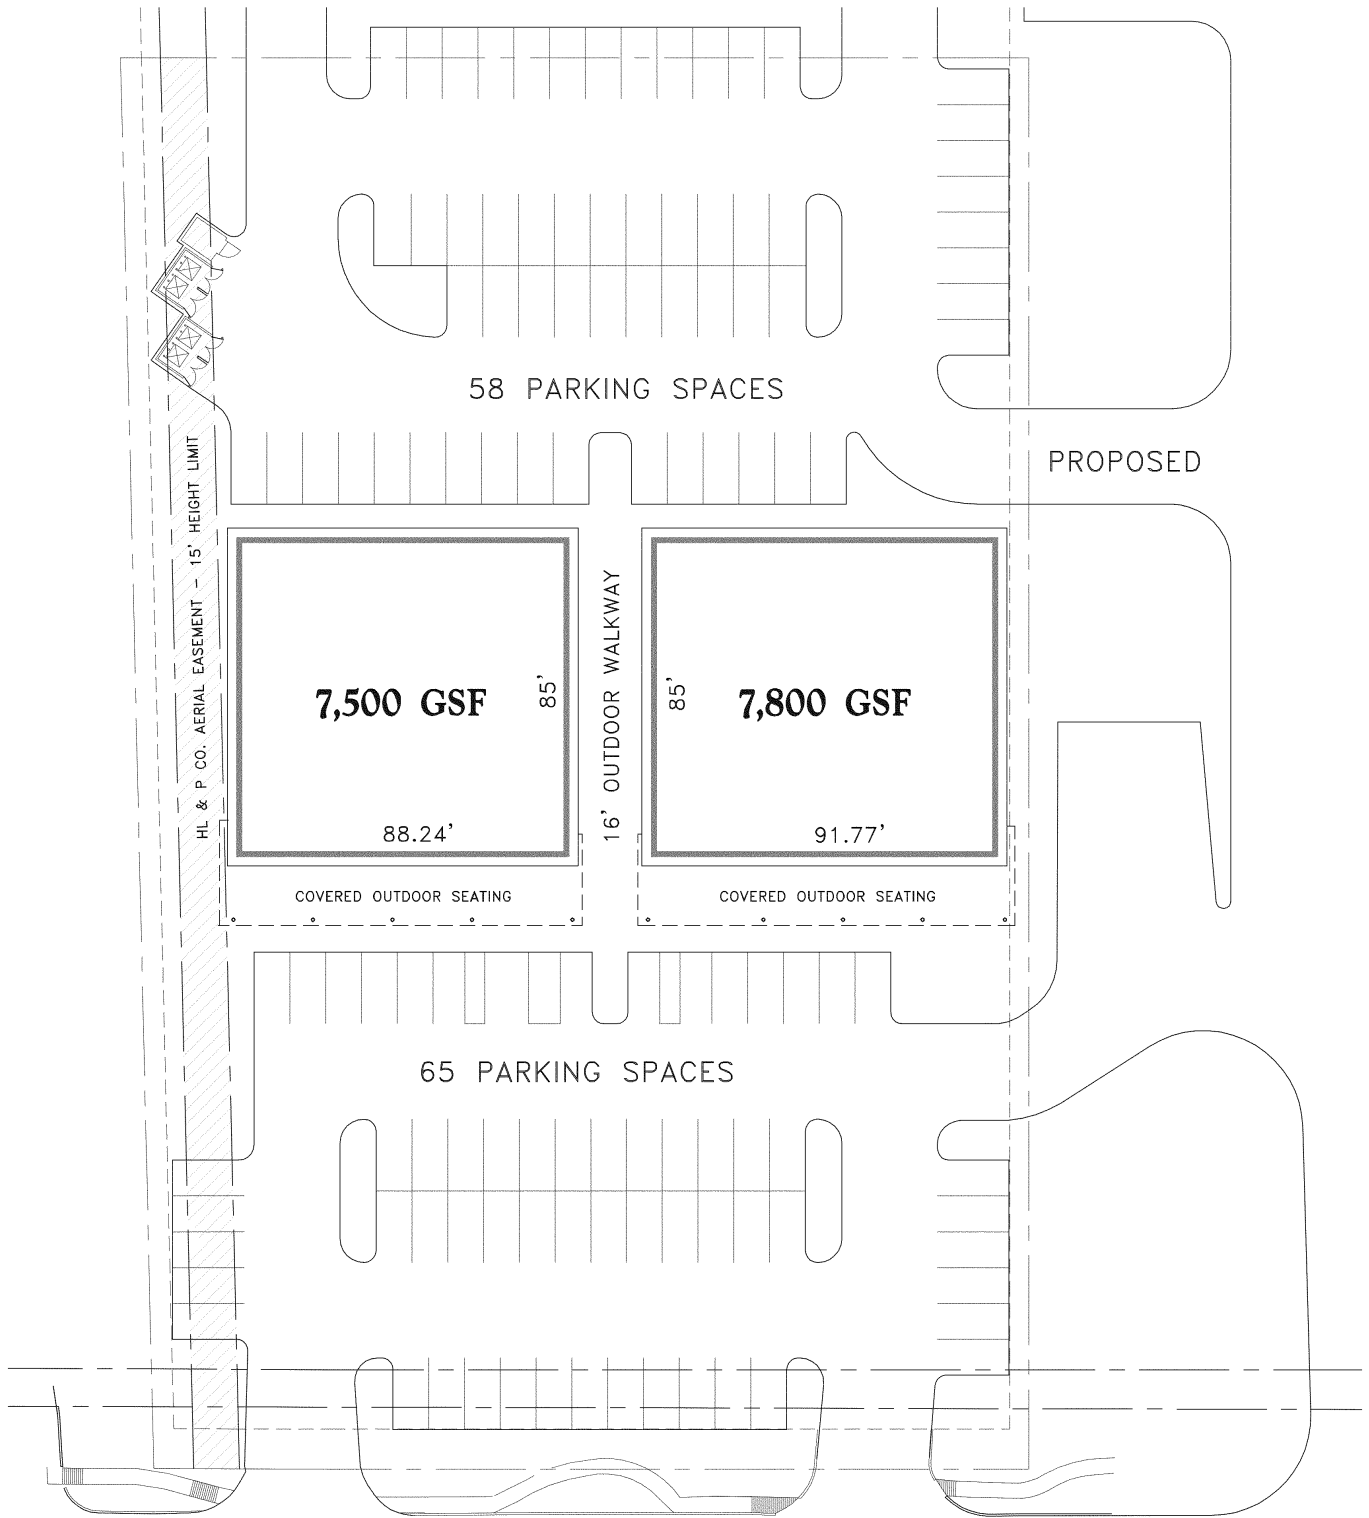 58 PARKING SPACES
PROPOSED
HL & P CO. AERIAL EASEMENT - 15' HEIGHT LIMIT
7,500 GSF
85'
88.24'
16' OUTDOOR WALKWAY
85'
7,800 GSF
91.77'
COVERED OUTDOOR SEATING
COVERED OUTDOOR SEATING
65 PARKING SPACES